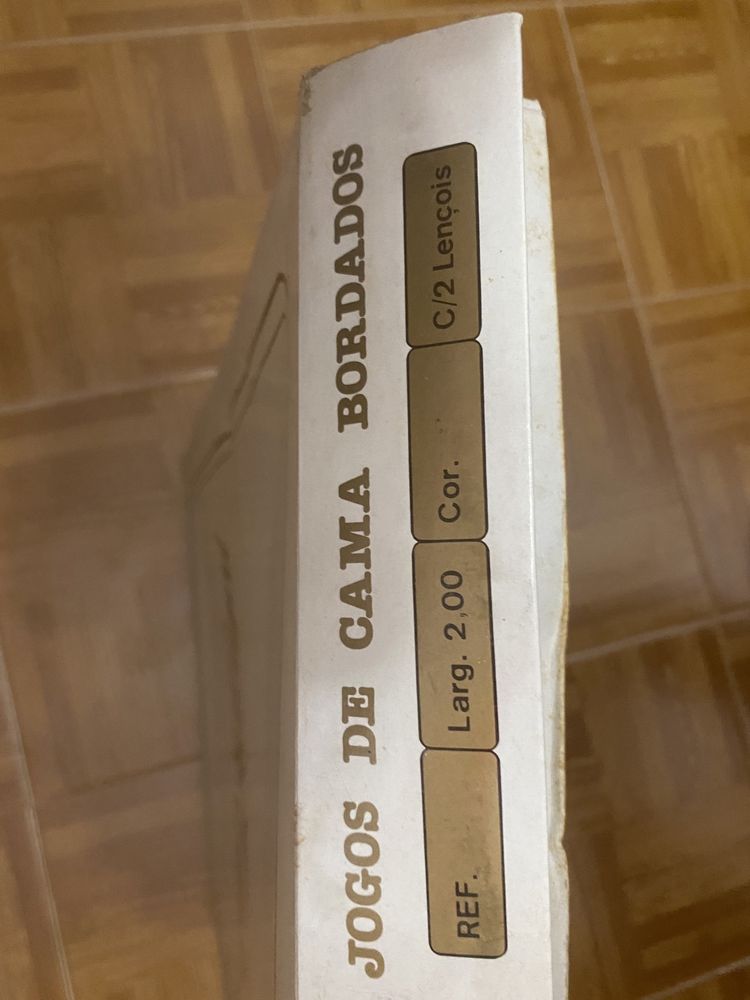 JOGOS DE CAMA BORDADOS
REF. Larg. 2,00 Cor. C/2 Lençois